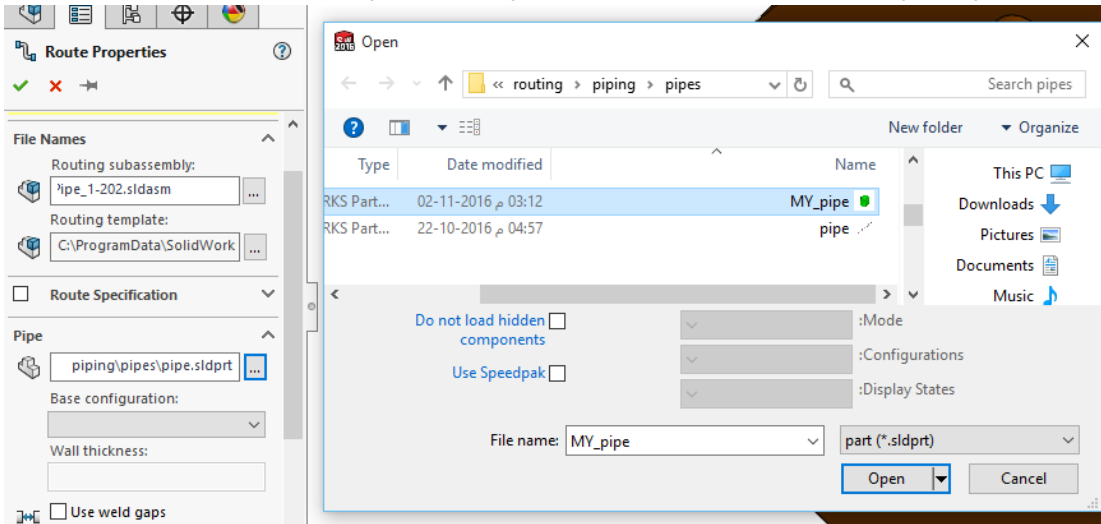 Route Properties
File Names
Routing subassembly:
Pipe_1-202.sldasm
...
Routing template:
C:\ProgramData\SolidWork
...
Route Specification
Pipe
piping\pipes\pipe.sldprt
...
Base configuration:
Wall thickness:
Use weld gaps
2016
Open
« routing › piping › pipes
Search pipes
New folder
Organize
Type Date modified Name
RKS Part... 02-11-2016 م 03:12 MY_pipe
RKS Part... 22-10-2016 م 04:57 pipe
This PC
Downloads
Pictures
Documents
Music
Do not load hidden
components
Use Speedpak
:Mode
:Configurations
:Display States
File name: MY_pipe
part (*.sldprt)
Open
Cancel